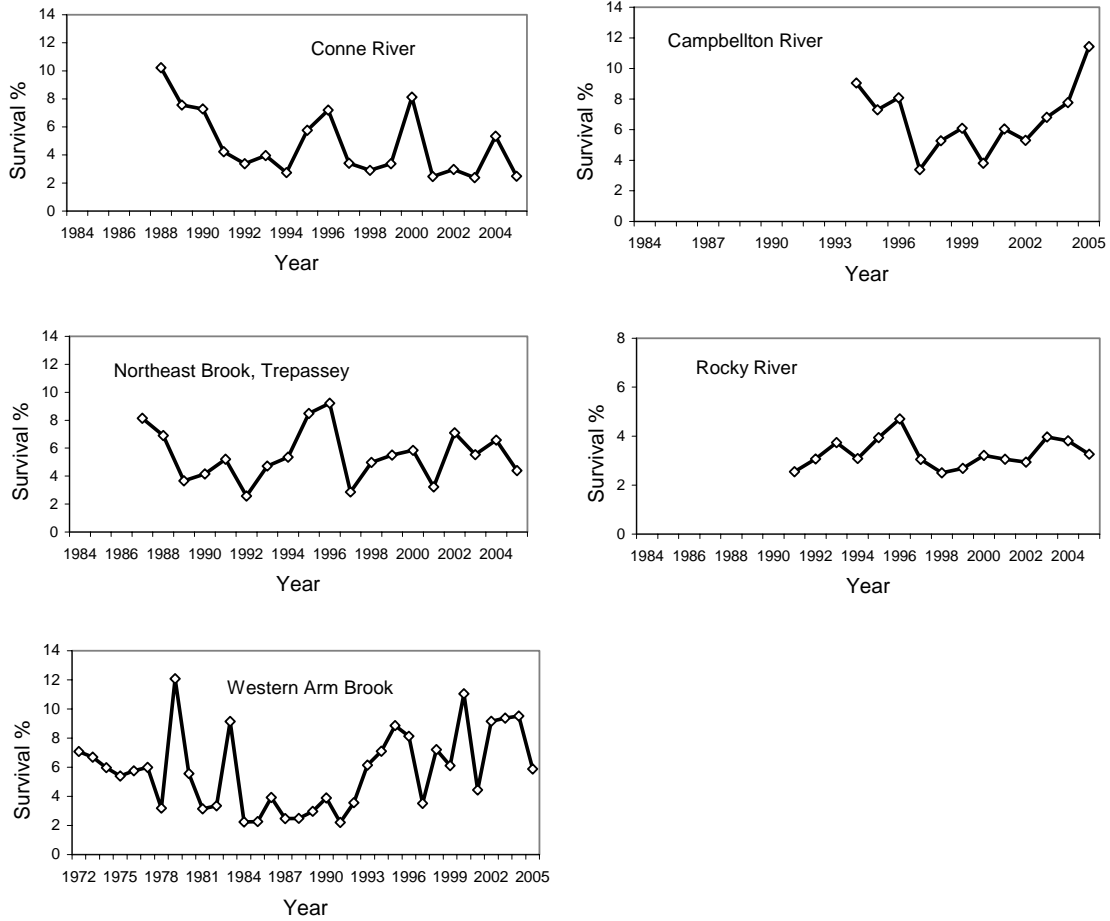 Conne River
14
12
10
8
6
4
2
0
1984 1986 1988 1990 1992 1994 1996 1998 2000 2002 2004
Year
Survival %
Campbellton River
14
12
10
8
6
4
2
0
1984 1987 1990 1993 1996 1999 2002 2005
Year
Survival %
Northeast Brook, Trepassey
14
12
10
8
6
4
2
0
1984 1986 1988 1990 1992 1994 1996 1998 2000 2002 2004
Year
Survival %
Rocky River
8
6
4
2
0
1984 1986 1988 1990 1992 1994 1996 1998 2000 2002 2004
Year
Survival %
Western Arm Brook
14
12
10
8
6
4
2
0
1972 1975 1978 1981 1984 1987 1990 1993 1996 1999 2002 2005
Year
Survival %